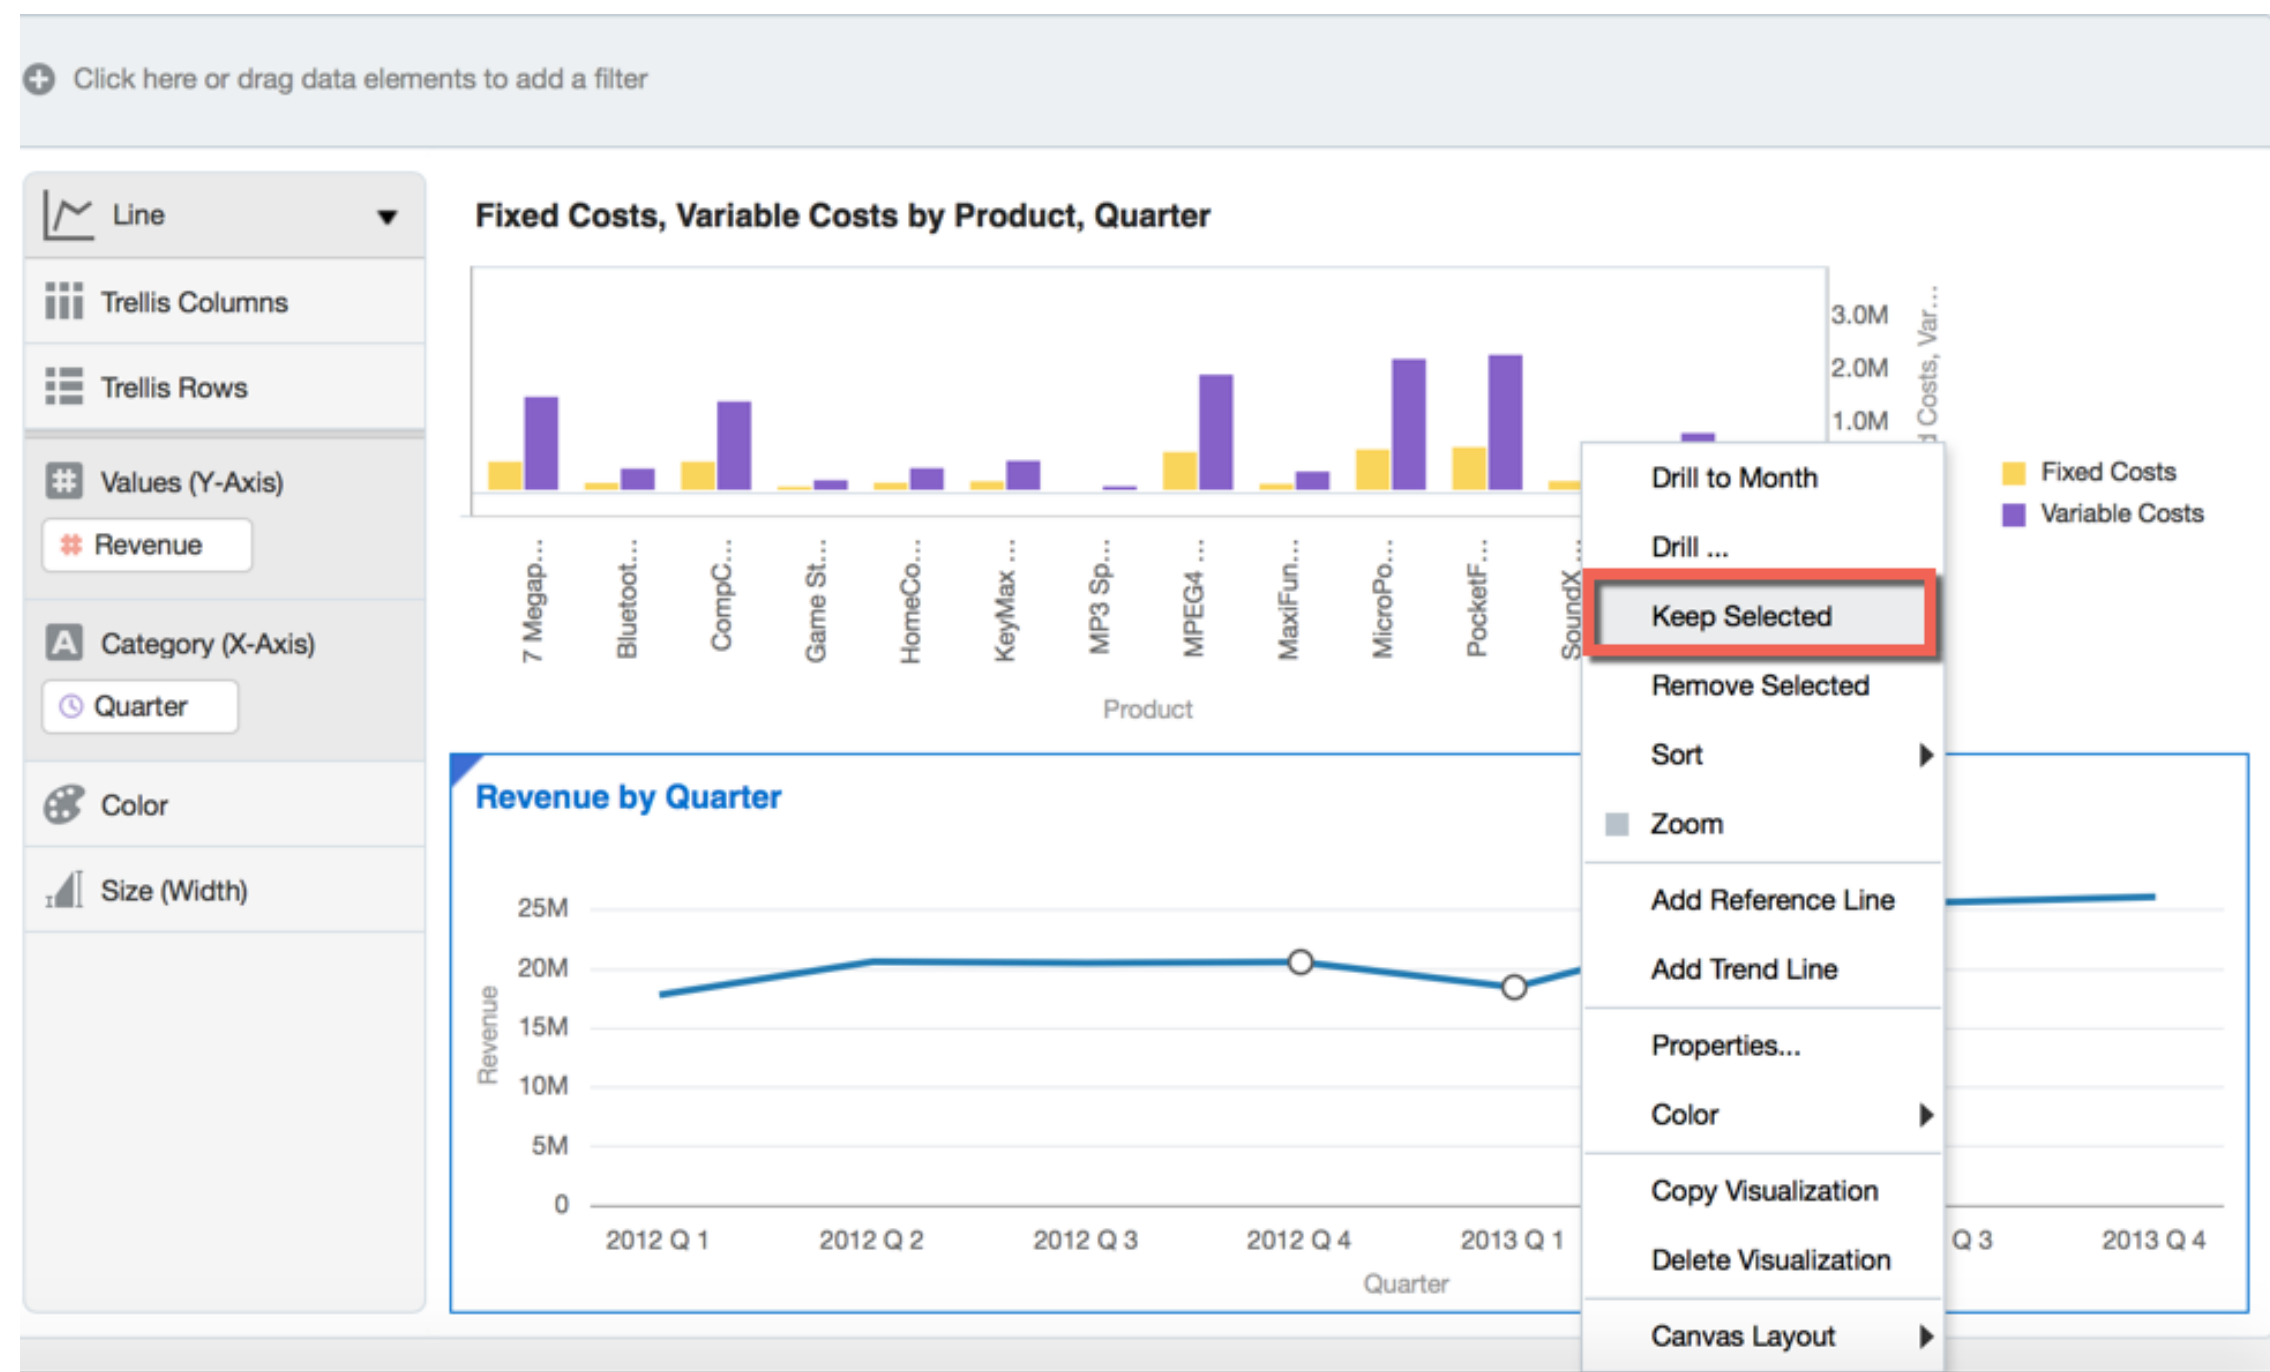 Click here or drag data elements to add a filter
Line
Trellis Columns
Trellis Rows
Values (Y-Axis)
Revenue
Category (X-Axis)
Quarter
Color
Size (Width)
Fixed Costs, Variable Costs by Product, Quarter
3.0M
2.0M
1.0M
Costs, Var...
Fixed Costs
Variable Costs
7 Megap...
Bluetoot...
CompC...
Game St...
HomeCo...
KeyMax ...
MP3 Sp...
MPEG4 ...
MaxiFun...
MicroPo...
PocketF...
SoundX ...
Product
Revenue by Quarter
25M
20M
15M
10M
5M
0
Revenue
2012 Q 1
2012 Q 2
2012 Q 3
2012 Q 4
2013 Q 1
Q 3
2013 Q 4
Quarter
Drill to Month
Drill ...
Keep Selected
Remove Selected
Sort
Zoom
Add Reference Line
Add Trend Line
Properties...
Color
Copy Visualization
Delete Visualization
Canvas Layout